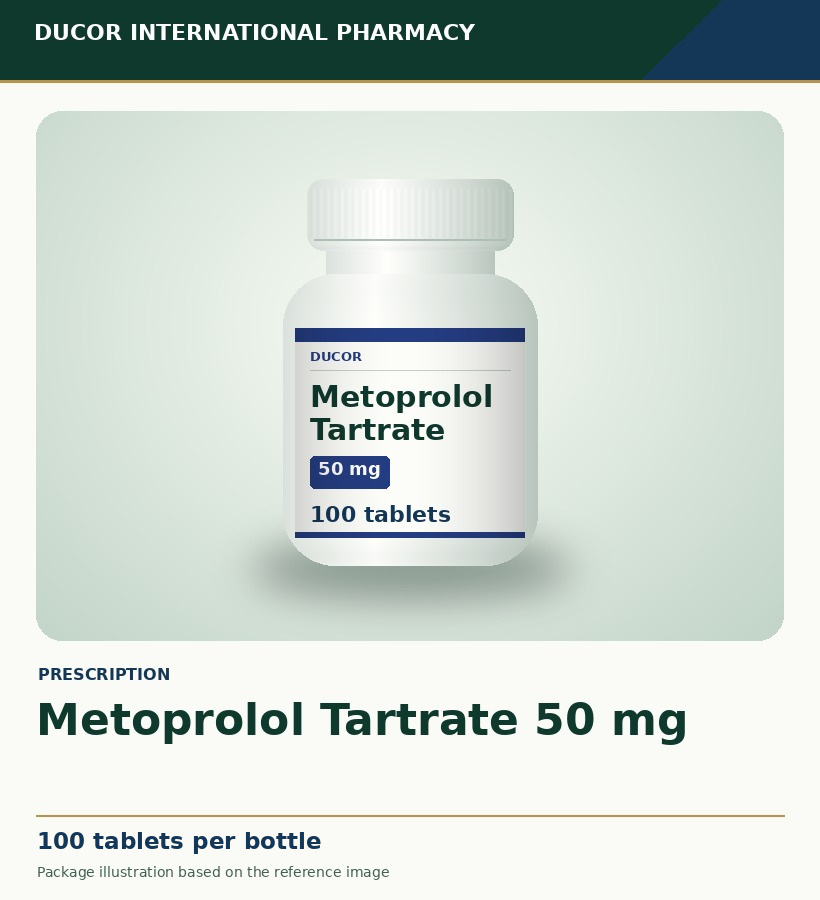 DUCOR INTERNATIONAL PHARMACY
DUCOR
Metoprolol
Tartrate
50 mg
100 tablets
PRESCRIPTION
Metoprolol Tartrate 50 mg
100 tablets per bottle
Package illustration based on the reference image